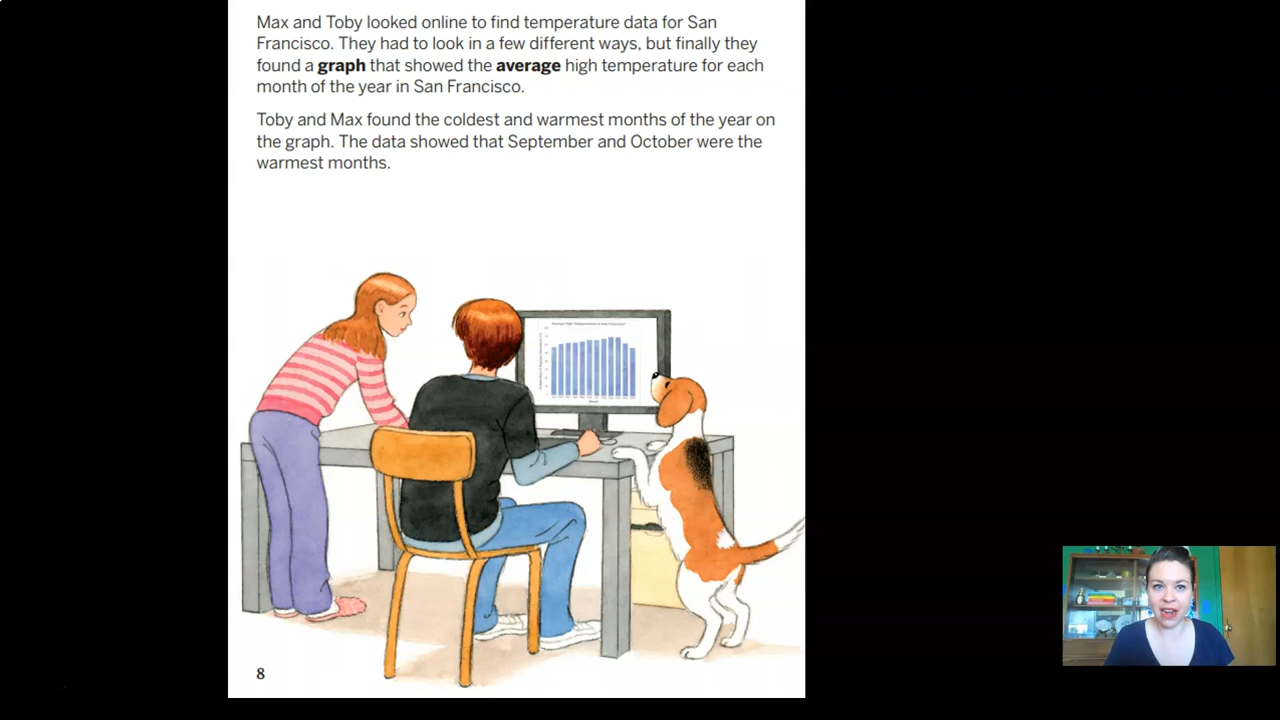 Max and Toby looked online to find temperature data for San
Francisco. They had to look in a few different ways, but finally they
found a graph that showed the average high temperature for each
month of the year in San Francisco.
Toby and Max found the coldest and warmest months of the year on
the graph. The data showed that September and October were the
warmest months.
8